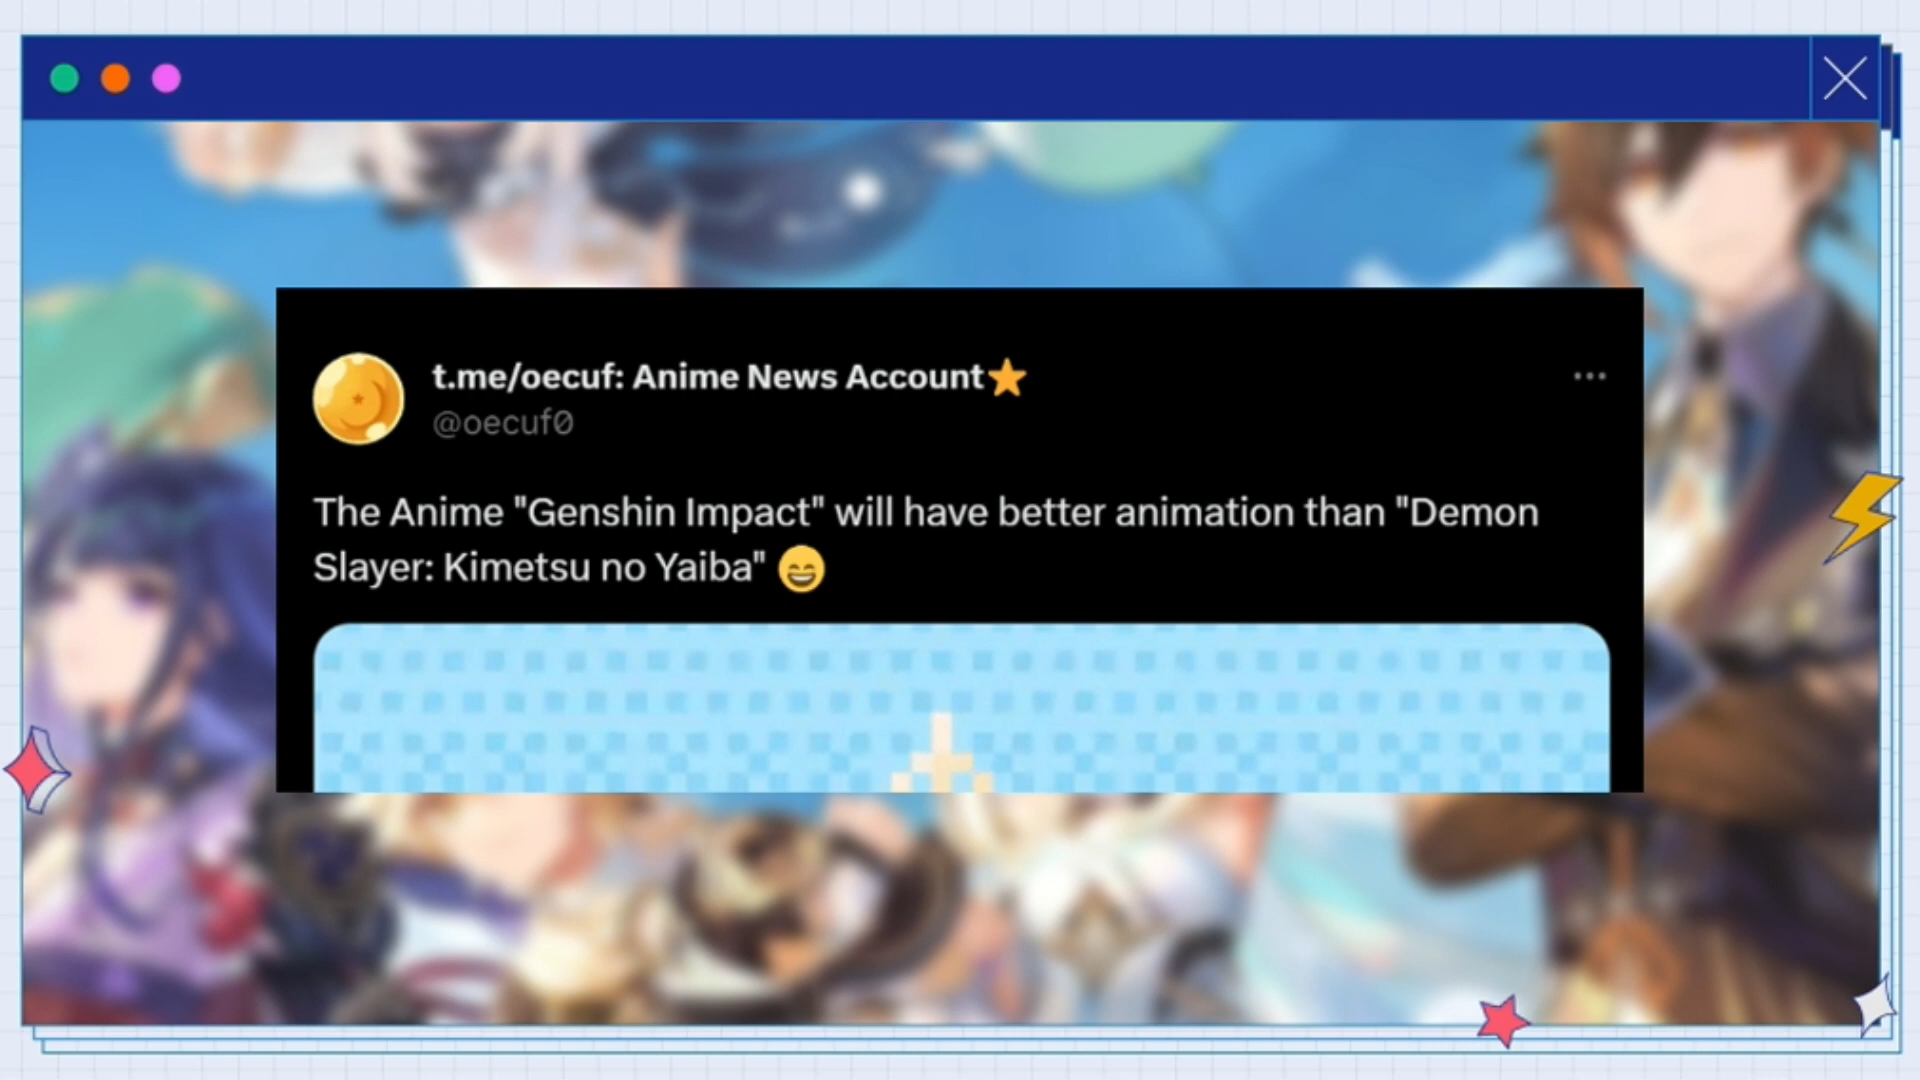 t.me/oecuf: Anime News Account⭐
@oecuf0
The Anime "Genshin Impact" will have better animation than "Demon
Slayer: Kimetsu no Yaiba" 😄